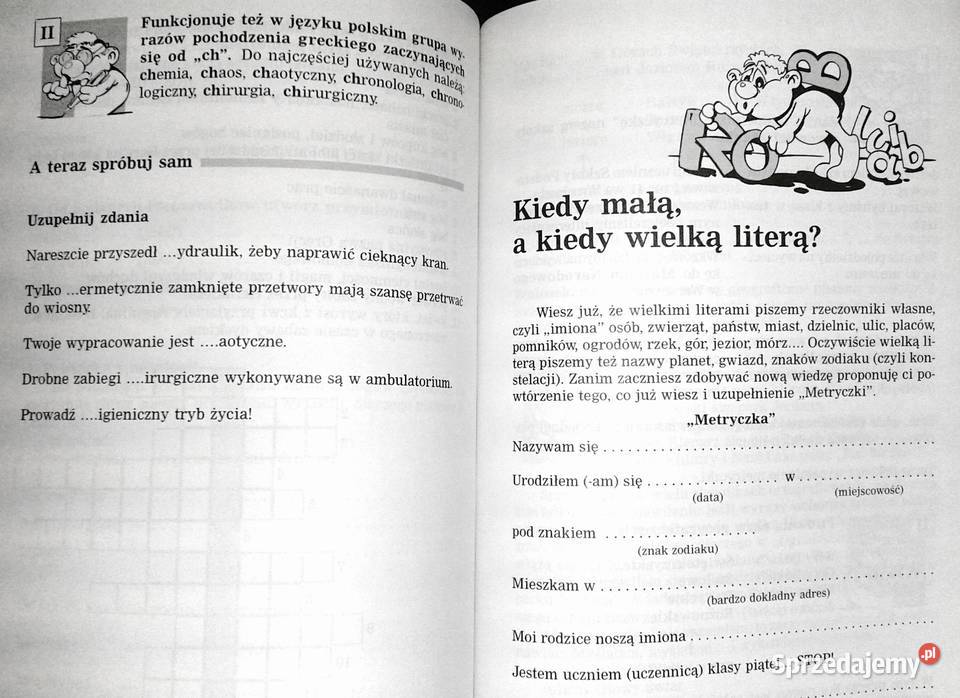 II
Funkcjonuje też w języku polskim grupa wy-
razów pochodzenia greckiego zaczynających
się od „ch". Do najczęściej używanych należą:
chemia, chaos, chaotyczny, chronologia, chrono-
logiczny, chirurgia, chirurgiczny.
A teraz spróbuj sam
Uzupełnij zdania
Nareszcie przyszedł ...ydraulik, żeby naprawić cieknący kran.
Tylko ...ermetycznie zamknięte przetwory mają szansę przetrwać
do wiosny.
Twoje wypracowanie jest ....aotyczne.
Drobne zabiegi ....irurgiczne wykonywane są w ambulatorium.
Prowadź ....igieniczny tryb życia!
Kiedy małą,
a kiedy wielką literą?
Wiesz już, że wielkimi literami piszemy rzeczowniki własne,
czyli „imiona" osób, zwierząt, państw, miast, dzielnic, ulic, placów,
pomników, ogrodów, rzek, gór, jezior, mórz.... Oczywiście wielką li-
terą piszemy też nazwy planet, gwiazd, znaków zodiaku (czyli kon-
stelacji). Zanim zaczniesz zdobywać nową wiedzę proponuję ci po-
wtórzenie tego, co już wiesz i uzupełnienie „Metryczki".
„Metryczka"
Nazywam się ........................................
Urodziłem (-am) się .................. w ..................
(data) (miejscowość)
pod znakiem ....................
(znak zodiaku)
Mieszkam w ........................................
(bardzo dokładny adres)
Moi rodzice noszą imiona ..............................
Jestem uczniem (uczennicą) klasy piątej... STOP!
Sprzedajemy.pl